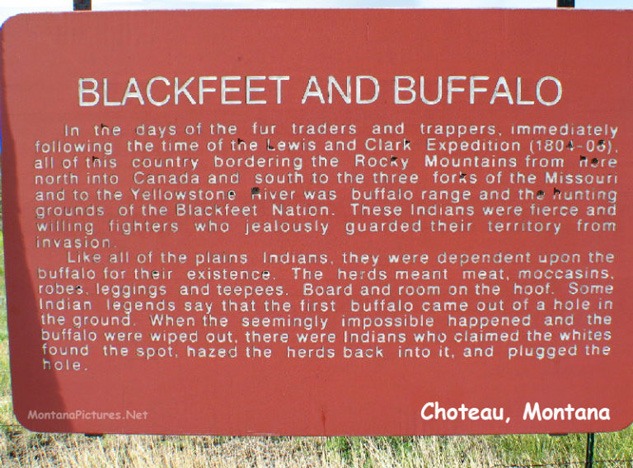 BLACKFEET AND BUFFALO
In the days of the fur traders and trappers, immediately
following the time of the Lewis and Clark Expedition (1804-06),
all of this country bordering the Rocky Mountains from here
north into Canada and south to the three forks of the Missouri
and to the Yellowstone River was buffalo range and the hunting
grounds of the Blackfeet Nation. These Indians were fierce and
willing fighters who jealously guarded their territory from
invasion.
Like all of the plains Indians, they were dependent upon the
buffalo for their existence. The herds meant meat, moccasins,
robes, leggings and teepees. Board and room on the hoof. Some
Indian legends say that the first buffalo came out of a hole in
the ground. When the seemingly impossible happened and the
buffalo were wiped out, there were Indians who claimed the whites
found the spot, hazed the herds back into it, and plugged the
hole.
MontanaPictures.Net
Choteau, Montana